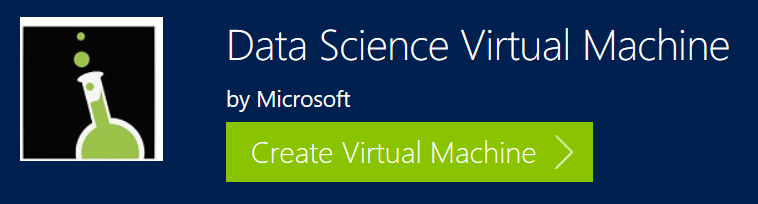 Data Science Virtual Machine
by Microsoft
Create Virtual Machine